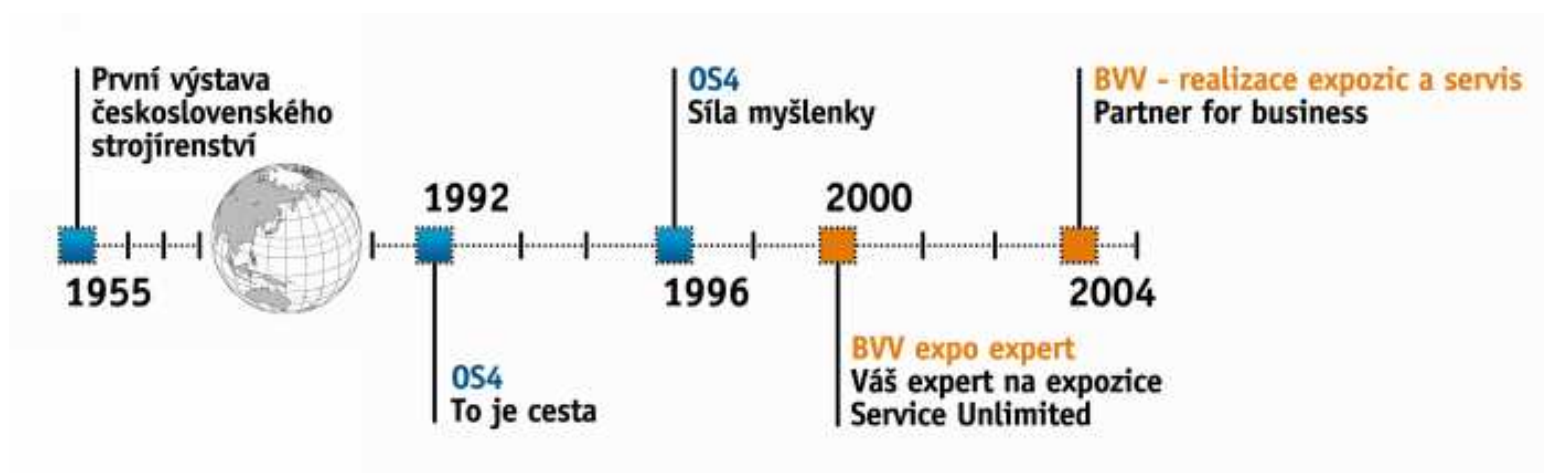 První výstava
československého
strojírenství
1955
1992
OS4
To je cesta
OS4
Síla myšlenky
1996
2000
BVV expo expert
Váš expert na expozice
Service Unlimited
BVV - realizace expozic a servis
Partner for business
2004